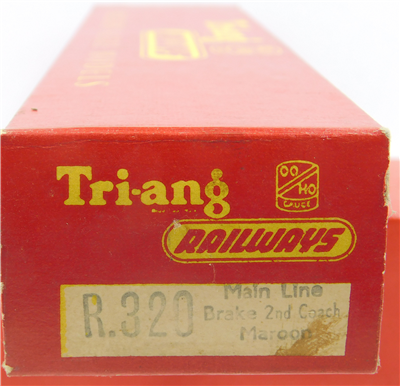 Tri-ang
OO
HO
GAUGE
RAILWAYS
R.320
Main Line
Brake 2nd Coach
Maroon